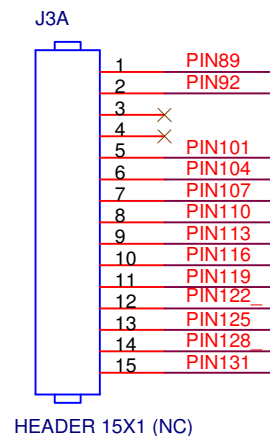 J3A
1 PIN89
2 PIN92
3
4
5 PIN101
6 PIN104
7 PIN107
8 PIN110
9 PIN113
10 PIN116
11 PIN119
12 PIN122_
13 PIN125
14 PIN128_
15 PIN131
HEADER 15X1 (NC)